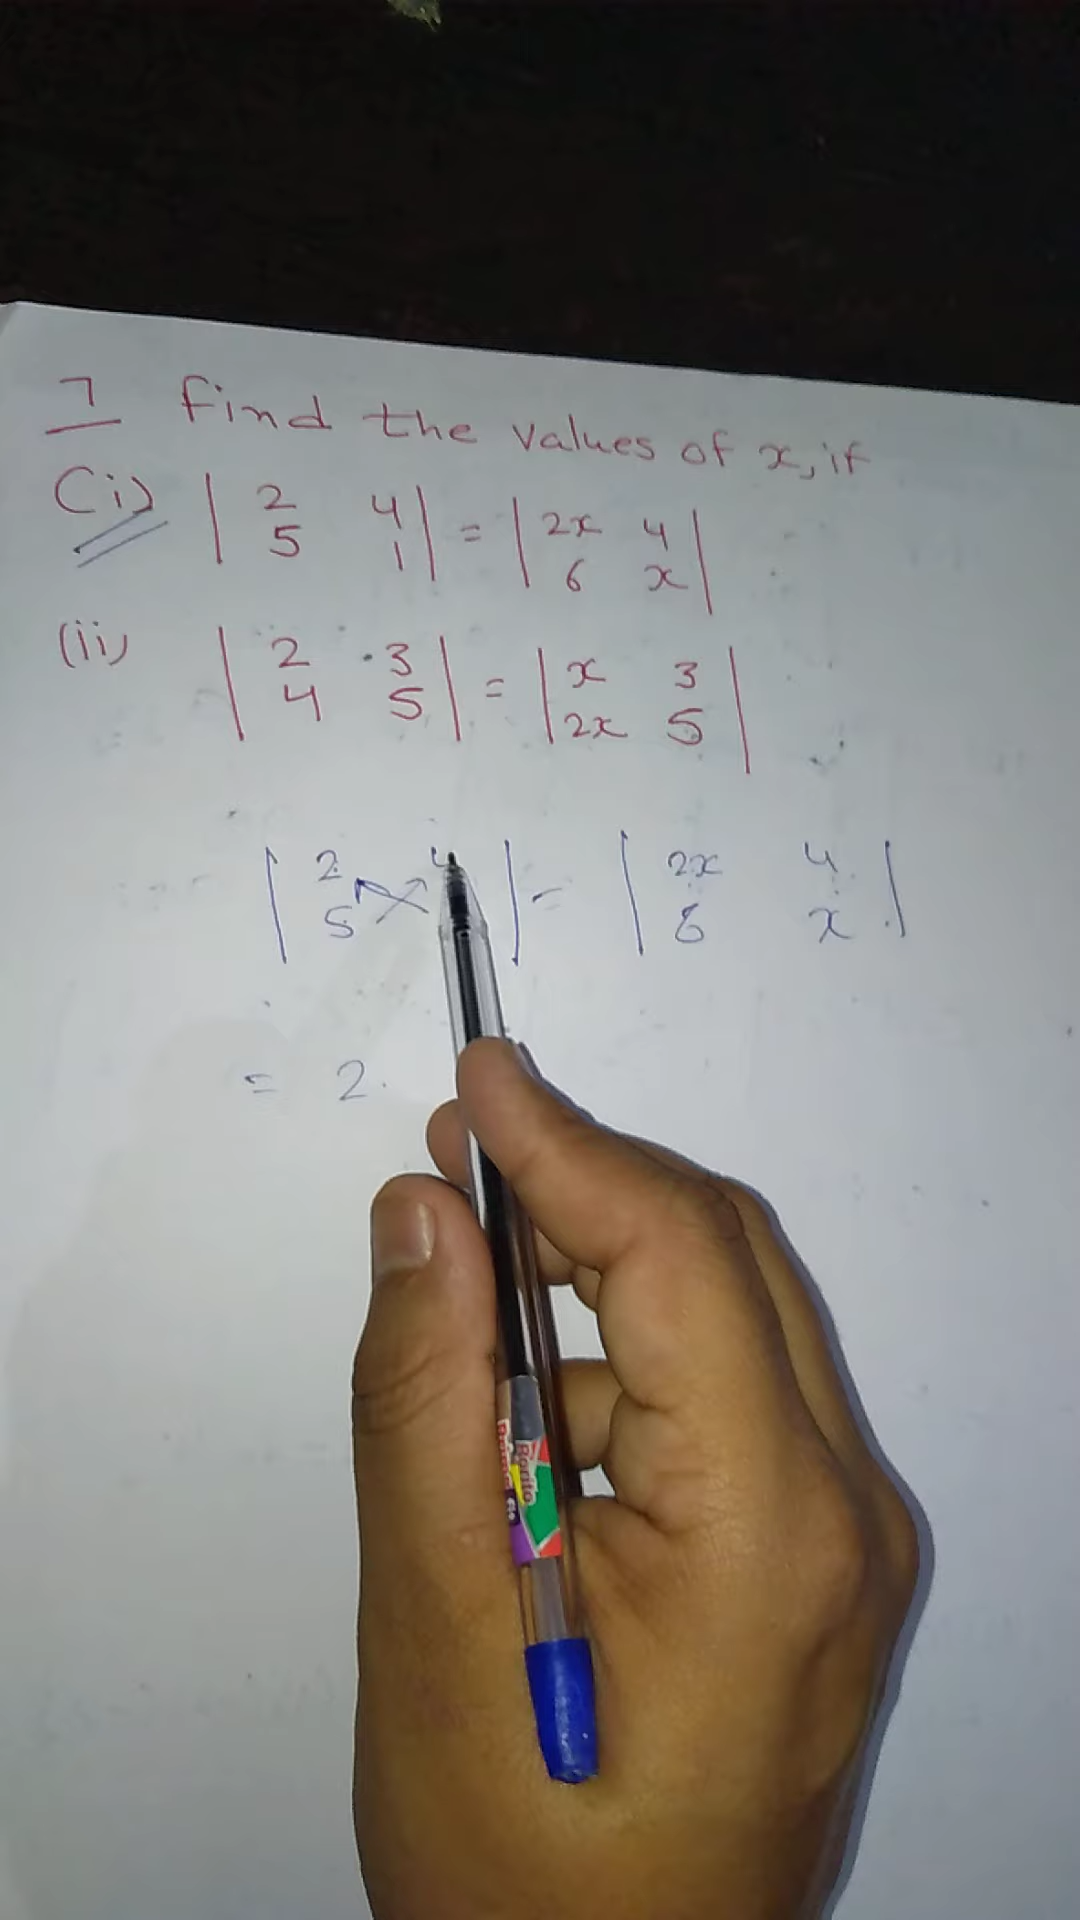 7 Find the values of x, if
(i) | 2 4 | = | 2x 4 |
| 5 1 | | 6 x |
(ii) | 2 3 | = | x 3 |
| 4 5 | | 2x 5 |
| 2 4 | = | 2x 4 |
| 5 | | 6 x |
= 2.